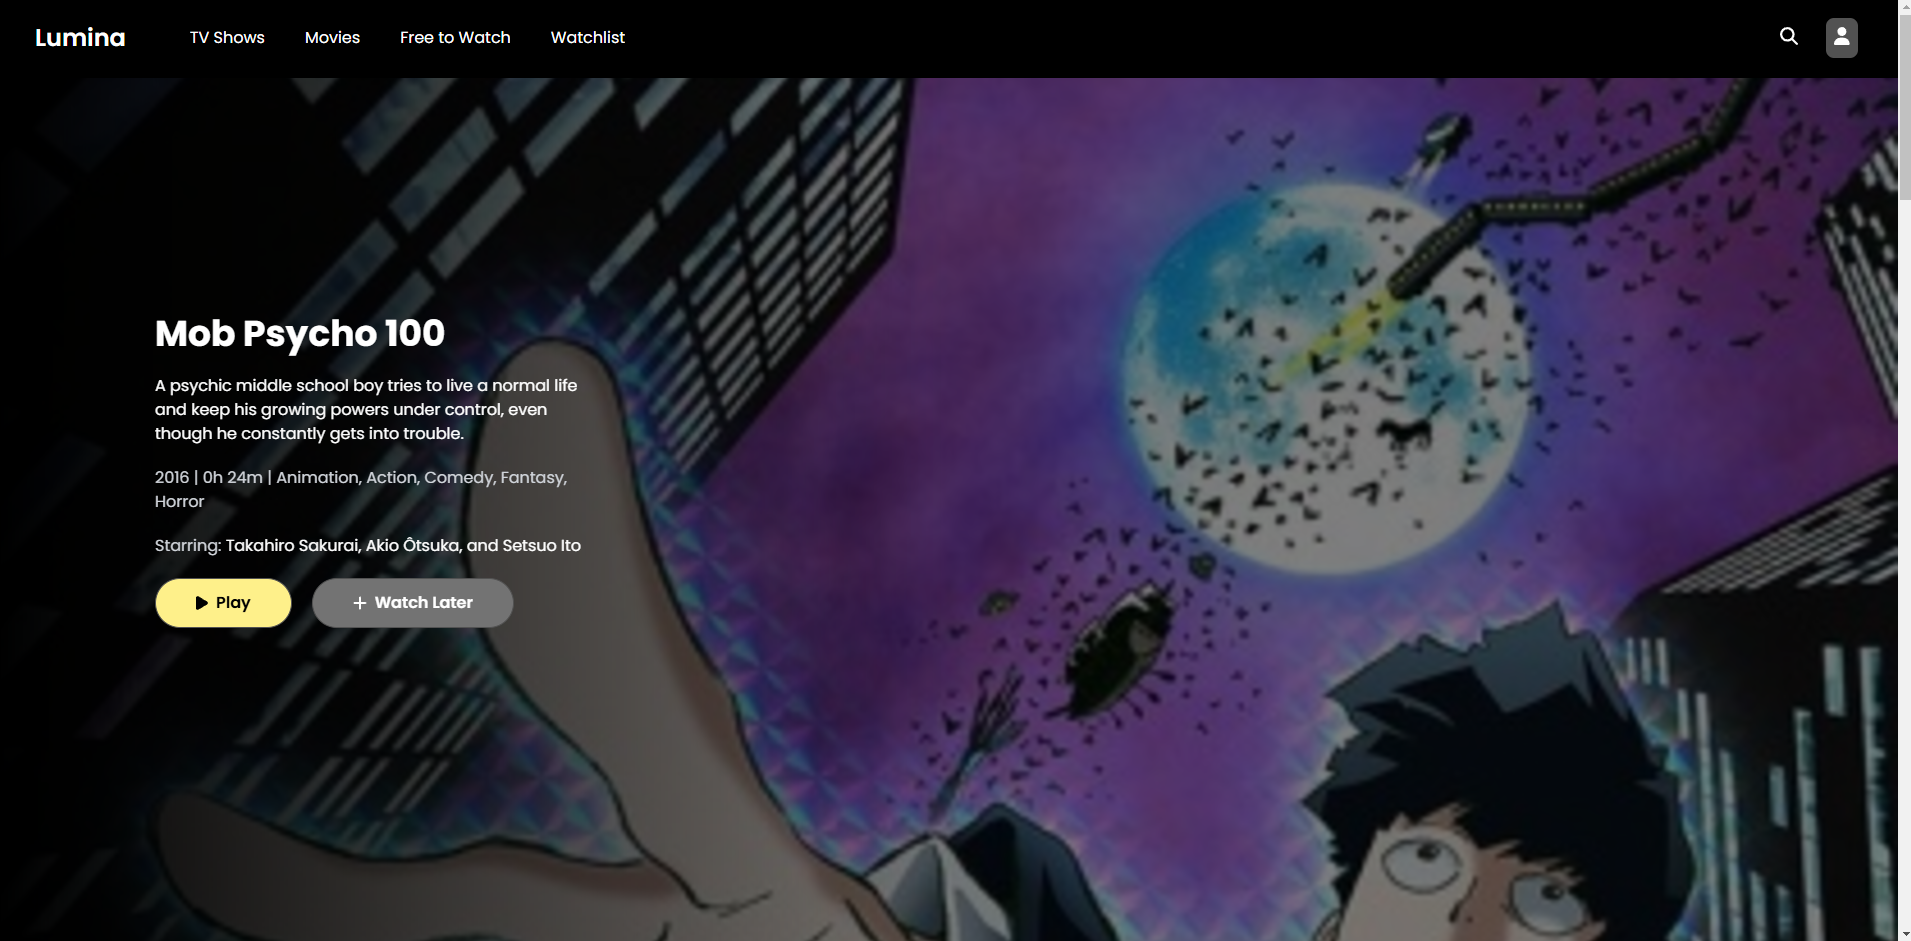 Lumina
TV Shows
Movies
Free to Watch
Watchlist
Mob Psycho 100
A psychic middle school boy tries to live a normal life
and keep his growing powers under control, even
though he constantly gets into trouble.
2016 | 0h 24m | Animation, Action, Comedy, Fantasy,
Horror
Starring: Takahiro Sakurai, Akio Ôtsuka, and Setsuo Ito
Play
Watch Later